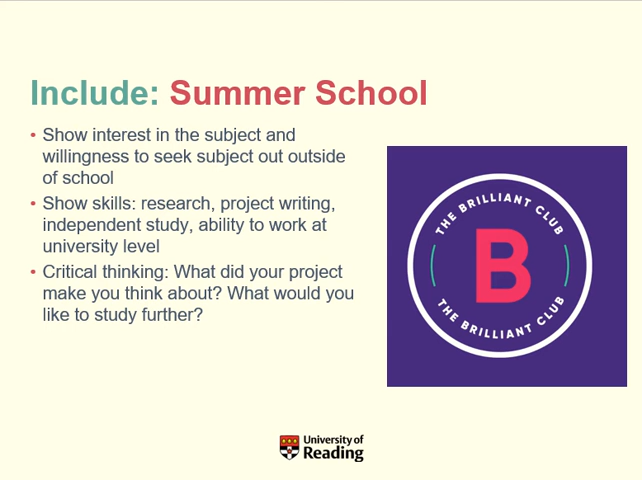 Include: Summer School
• Show interest in the subject and
willingness to seek subject out outside
of school
• Show skills: research, project writing,
independent study, ability to work at
university level
• Critical thinking: What did your project
make you think about? What would you
like to study further?
THE BRILLIANT CLUB
B
THE BRILLIANT CLUB
University of
Reading